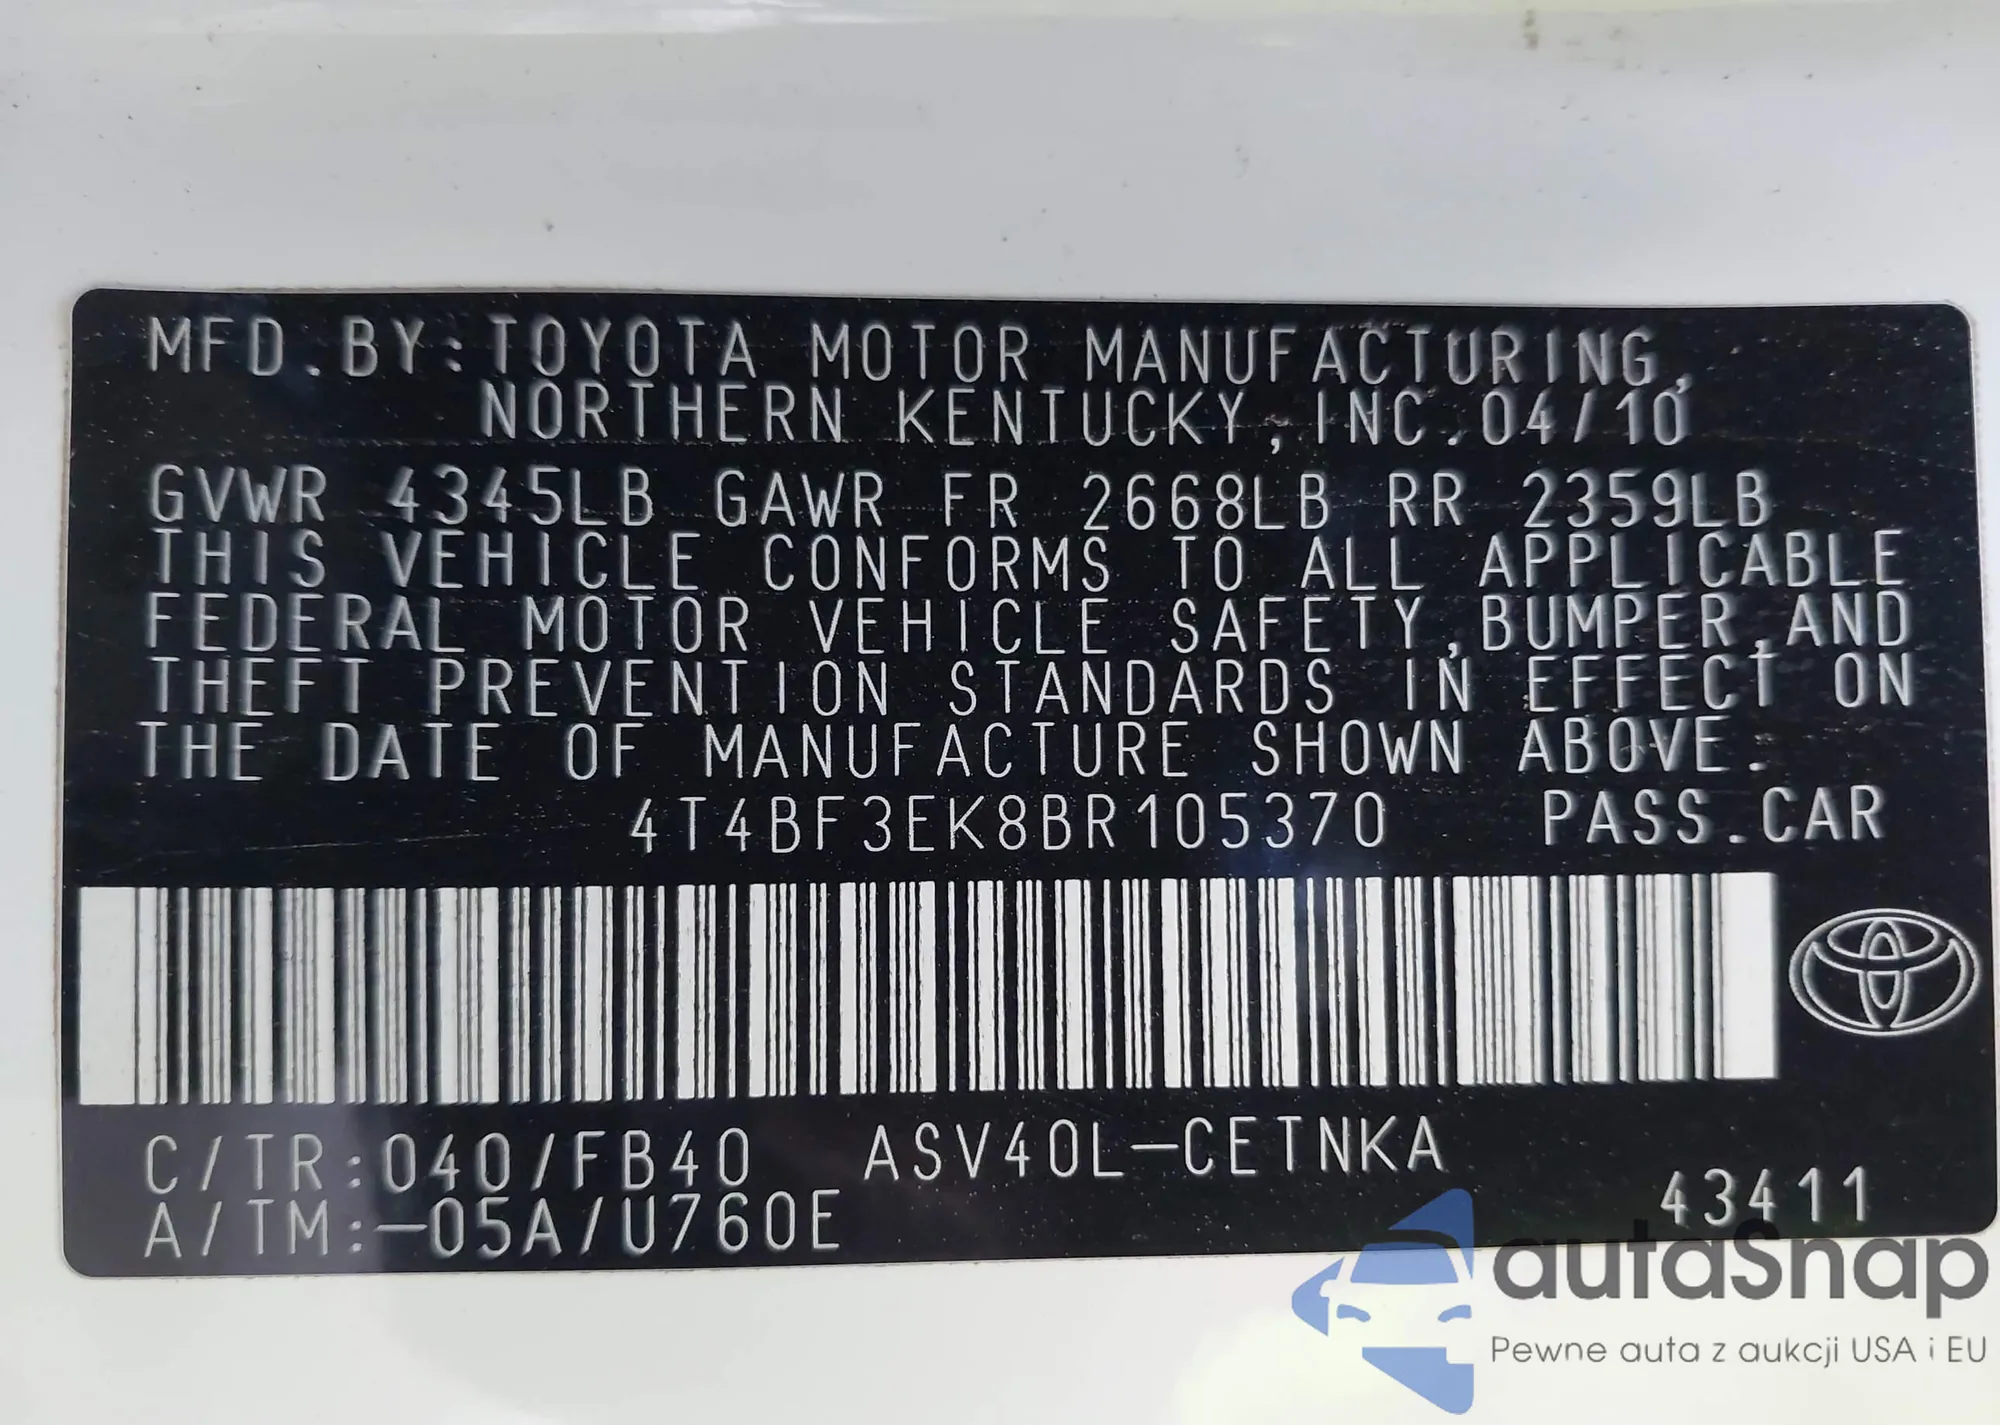 MFD.BY:TOYOTA MOTOR MANUFACTURING,
NORTHERN KENTUCKY,INC.04/10
GVWR 4345LB GAWR FR 2668LB RR 2359LB
THIS VEHICLE CONFORMS TO ALL APPLICABLE
FEDERAL MOTOR VEHICLE SAFETY,BUMPER,AND
THEFT PREVENTION STANDARDS IN EFFECT ON
THE DATE OF MANUFACTURE SHOWN ABOVE.
4T4BF3EK8BR105370 PASS.CAR
C/TR:040/FB40 ASV40L-CETNKA
A/TM:-05A/U760E 43411
autaSnap
Pewne auta z aukcji USA i EU